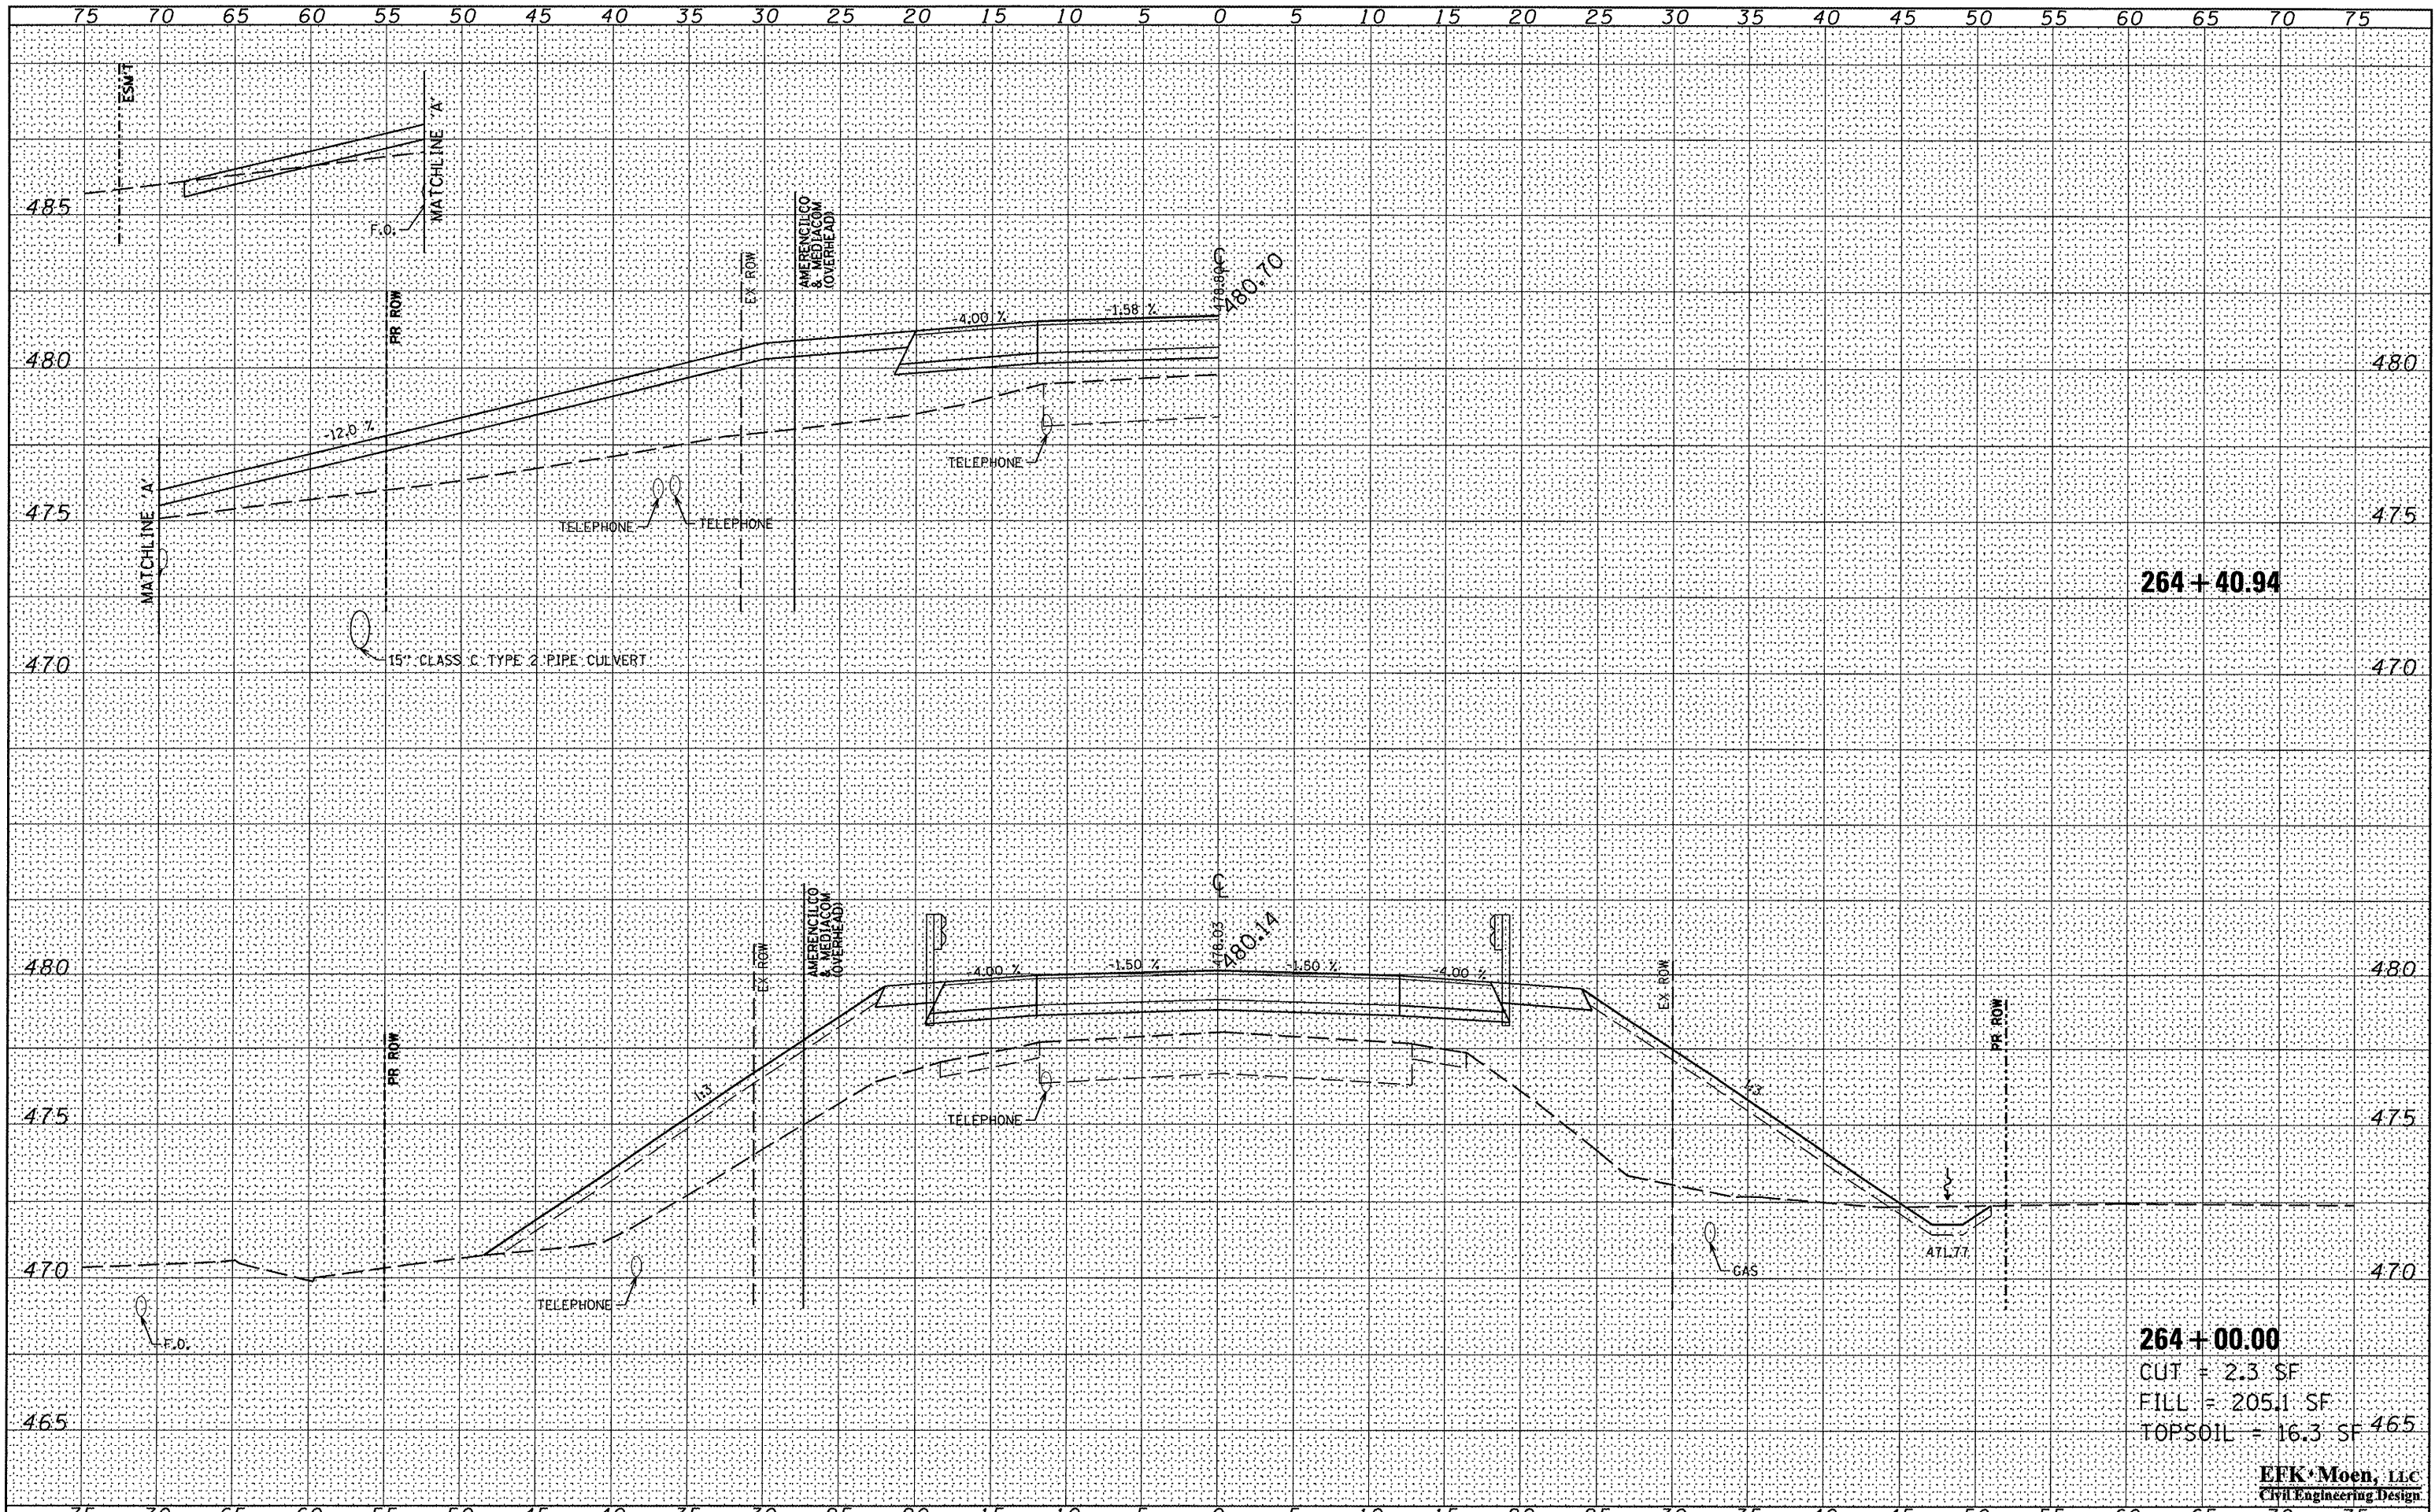 75 70 65 60 55 50 45 40 35 30 25 20 15 10 5 0 5 10 15 20 25 30 35 40 45 50 55 60 65 70 75
ESM'T
MATCHLINE 'A'
485
F.O.
AMERENCILCO
& MEDIACOM
(OVERHEAD)
EX ROW
PR ROW
℄
480.70
-4.00 %
-1.58 %
480
480
-12.0 %
TELEPHONE
MATCHLINE 'A'
475
TELEPHONE
TELEPHONE
475
264+40.94
15" CLASS C TYPE 2 PIPE CULVERT
470
470
℄
AMERENCILCO
& MEDIACOM
(OVERHEAD)
EX ROW
478.03
480.14
480
-4.00 %
-1.50 %
-1.50 %
-4.00 %
EX ROW
480
PR ROW
PR ROW
1:3
1:3
475
TELEPHONE
475
471.77
470
GAS
470
TELEPHONE
F.O.
264+00.00
CUT = 2.3 SF
FILL = 205.1 SF
465
TOPSOIL = 16.3 SF
465
EFK·Moen, LLC
Civil Engineering Design